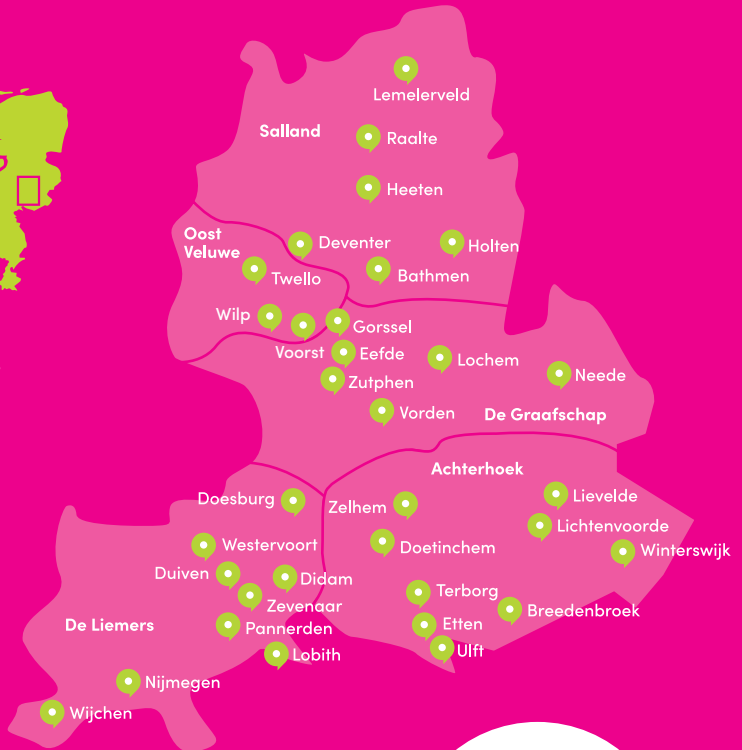 Lemelerveld
Salland
Raalte
Heeten
Oost
Veluwe
Deventer
Holten
Twello
Bathmen
Wilp
Gorssel
Voorst
Eefde
Lochem
Neede
Zutphen
Vorden
De Graafschap
Achterhoek
Doesburg
Zelhem
Lievelde
Lichtenvoorde
Westervoort
Doetinchem
Winterswijk
Duiven
Didam
Terborg
Zevenaar
Breedenbroek
De Liemers
Pannerden
Etten
Lobith
Ulft
Nijmegen
Wijchen